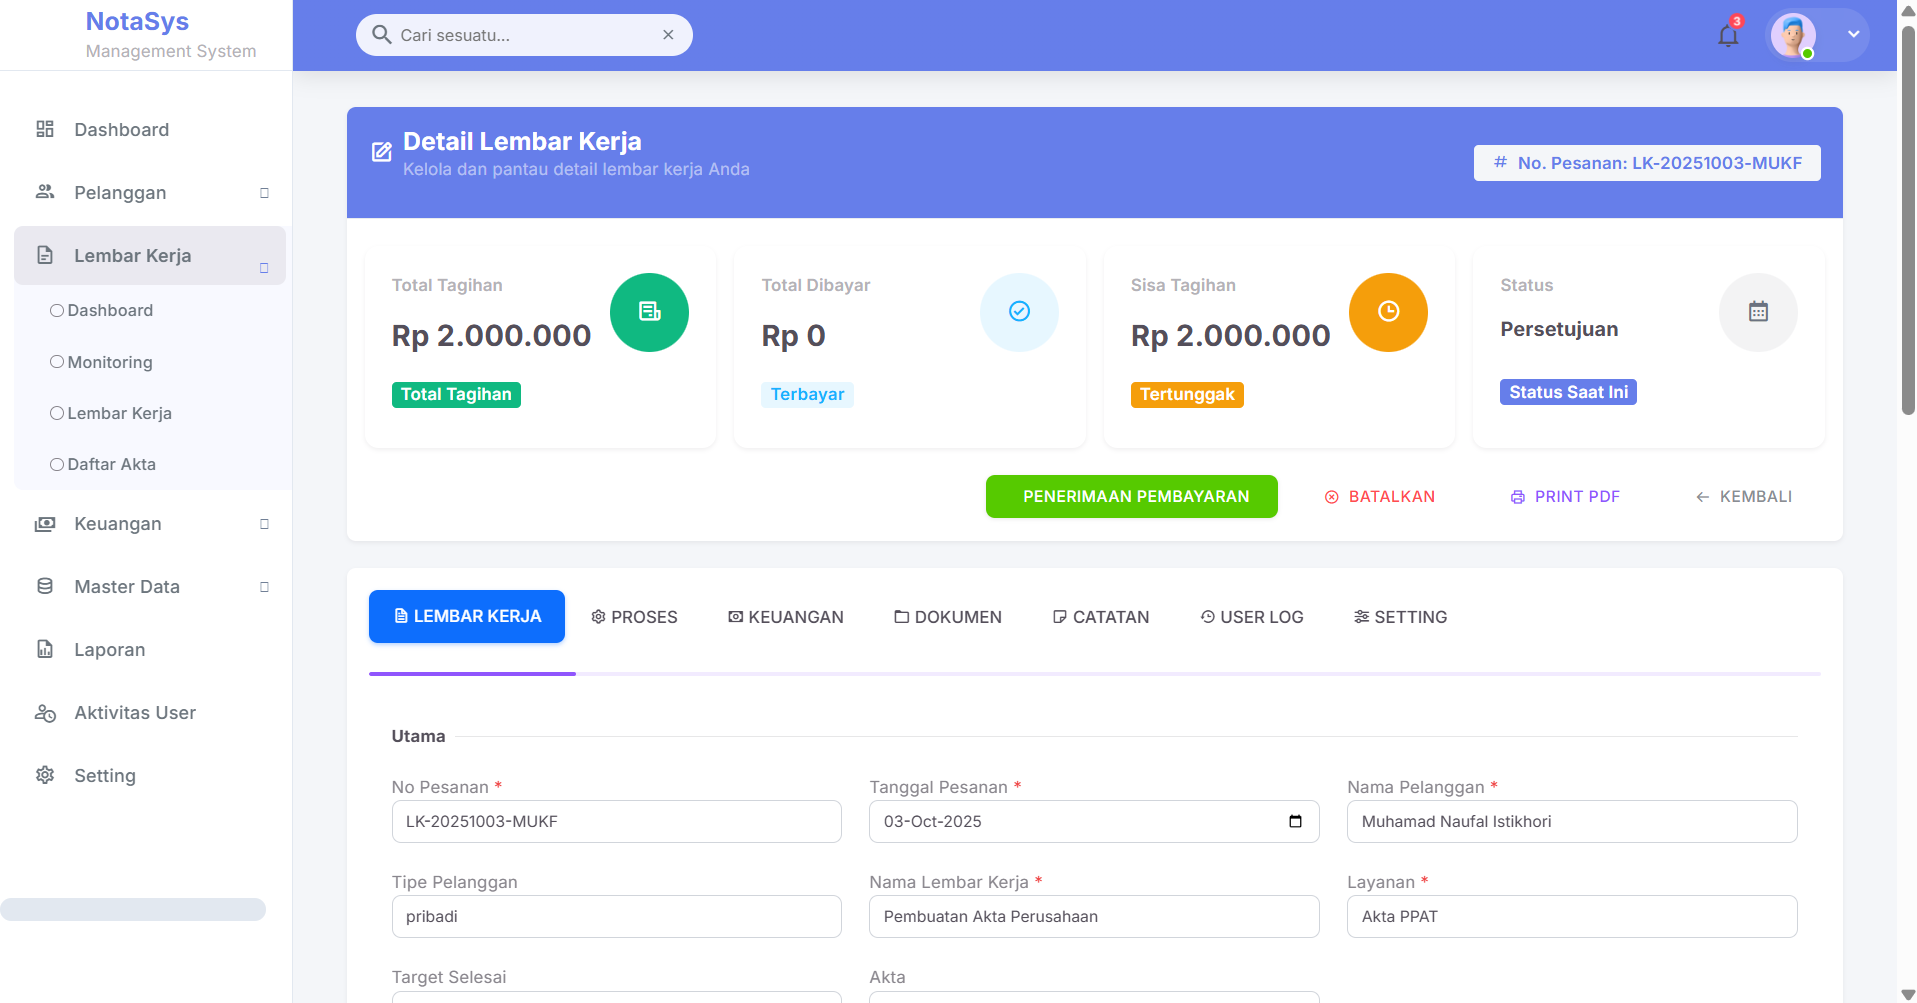 NotaSys
Management System
Cari sesuatu...
3
Dashboard
Pelanggan
Lembar Kerja
Dashboard
Monitoring
Lembar Kerja
Daftar Akta
Keuangan
Master Data
Laporan
Aktivitas User
Setting
Detail Lembar Kerja
Kelola dan pantau detail lembar kerja Anda
# No. Pesanan: LK-20251003-MUKF
Total Tagihan
Rp 2.000.000
Total Tagihan
Total Dibayar
Rp 0
Terbayar
Sisa Tagihan
Rp 2.000.000
Tertunggak
Status
Persetujuan
Status Saat Ini
PENERIMAAN PEMBAYARAN
BATALKAN
PRINT PDF
KEMBALI
LEMBAR KERJA
PROSES
KEUANGAN
DOKUMEN
CATATAN
USER LOG
SETTING
Utama
No Pesanan *
LK-20251003-MUKF
Tanggal Pesanan *
03-Oct-2025
Nama Pelanggan *
Muhamad Naufal Istikhori
Tipe Pelanggan
pribadi
Nama Lembar Kerja *
Pembuatan Akta Perusahaan
Layanan *
Akta PPAT
Target Selesai
Akta